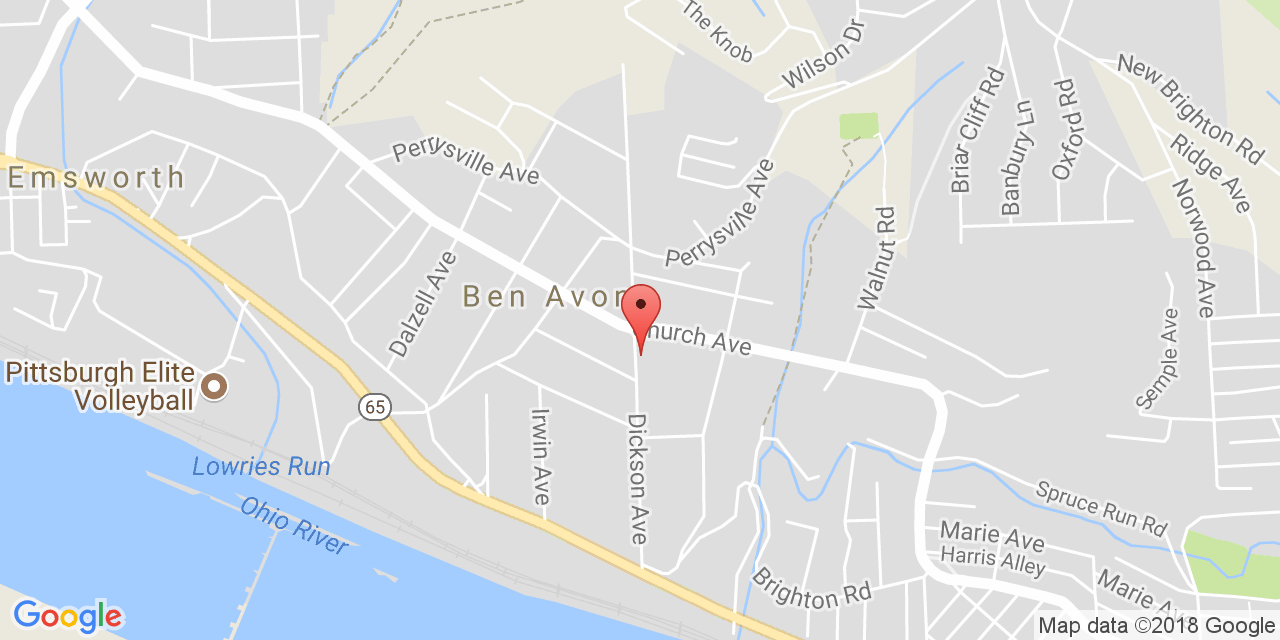 The Knob
Wilson Dr
New Brighton Rd
Briar Cliff Rd
Banbury Ln
Oxford Rd
Ridge Ave
Perrysville Ave
Emsworth
Perrysville Ave
Walnut Rd
Norwood Ave
Dalzell Ave
Ben Avon
Church Ave
Semple Ave
Pittsburgh Elite
Volleyball
65
Irwin Ave
Dickson Ave
Lowries Run
Ohio River
Spruce Run Rd
Marie Ave
Harris Alley
Brighton Rd
Marie Ave
Google
Map data ©2018 Google